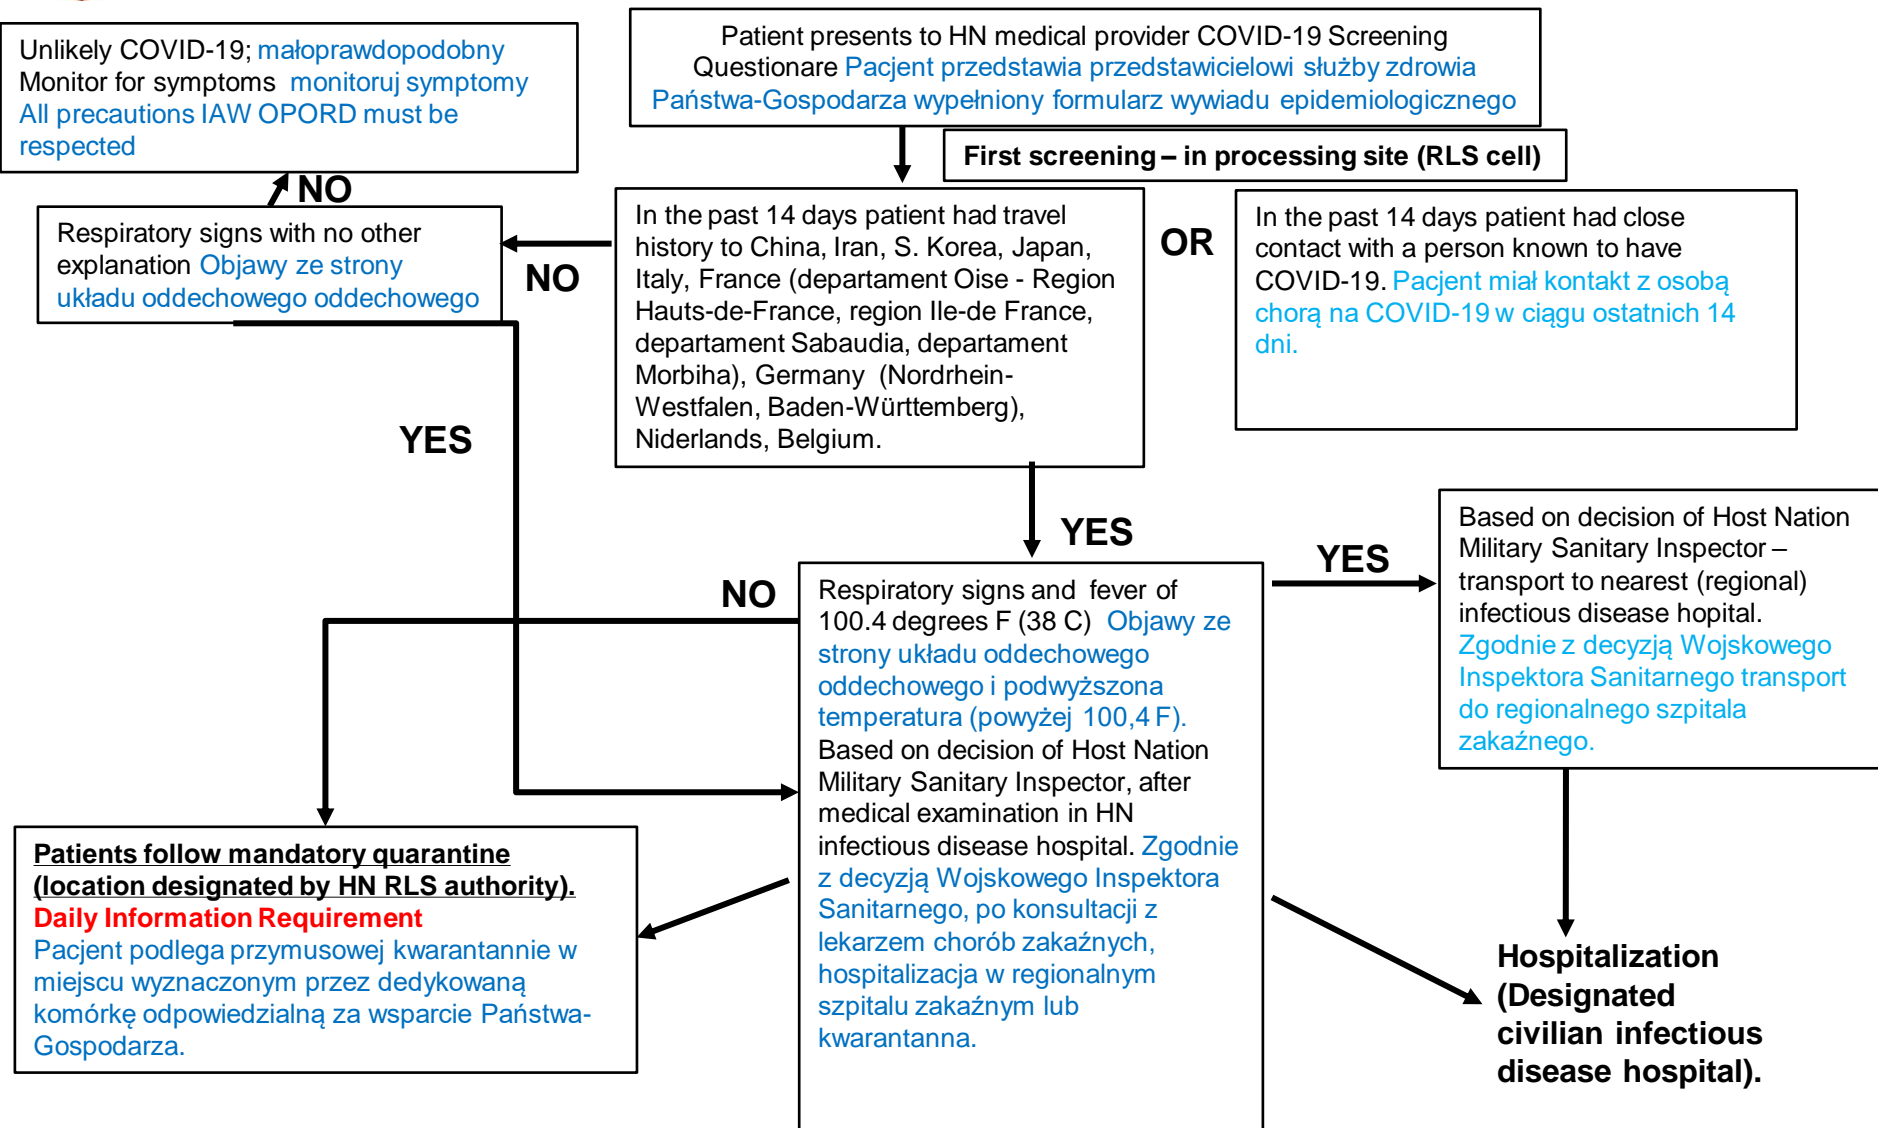 Unlikely COVID-19; małoprawdopodobny
Monitor for symptoms monitoruj symptomy
All precautions IAW OPORD must be
respected
Patient presents to HN medical provider COVID-19 Screening
Questionare Pacjent przedstawia przedstawicielowi służby zdrowia
Państwa-Gospodarza wypełniony formularz wywiadu epidemiologicznego
First screening – in processing site (RLS cell)
NO
Respiratory signs with no other
explanation Objawy ze strony
układu oddechowego oddechowego
NO
In the past 14 days patient had travel
history to China, Iran, S. Korea, Japan,
Italy, France (departament Oise - Region
Hauts-de-France, region Ile-de France,
departament Sabaudia, departament
Morbiha), Germany (Nordrhein-
Westfalen, Baden-Württemberg),
Niderlands, Belgium.
OR
In the past 14 days patient had close
contact with a person known to have
COVID-19. Pacjent miał kontakt z osobą
chorą na COVID-19 w ciągu ostatnich 14
dni.
YES
YES
NO
YES
Respiratory signs and fever of
100.4 degrees F (38 C) Objawy ze
strony układu oddechowego
oddechowego i podwyższona
temperatura (powyżej 100,4 F).
Based on decision of Host Nation
Military Sanitary Inspector, after
medical examination in HN
infectious disease hospital. Zgodnie
z decyzją Wojskowego Inspektora
Sanitarnego, po konsultacji z
lekarzem chorób zakaźnych,
hospitalizacja w regionalnym
szpitalu zakaźnym lub
kwarantanna.
Based on decision of Host Nation
Military Sanitary Inspector –
transport to nearest (regional)
infectious disease hopital.
Zgodnie z decyzją Wojskowego
Inspektora Sanitarnego transport
do regionalnego szpitala
zakaźnego.
Patients follow mandatory quarantine
(location designated by HN RLS authority).
Daily Information Requirement
Pacjent podlega przymusowej kwarantannie w
miejscu wyznaczonym przez dedykowaną
komórkę odpowiedzialną za wsparcie Państwa-
Gospodarza.
Hospitalization
(Designated
civilian infectious
disease hospital).